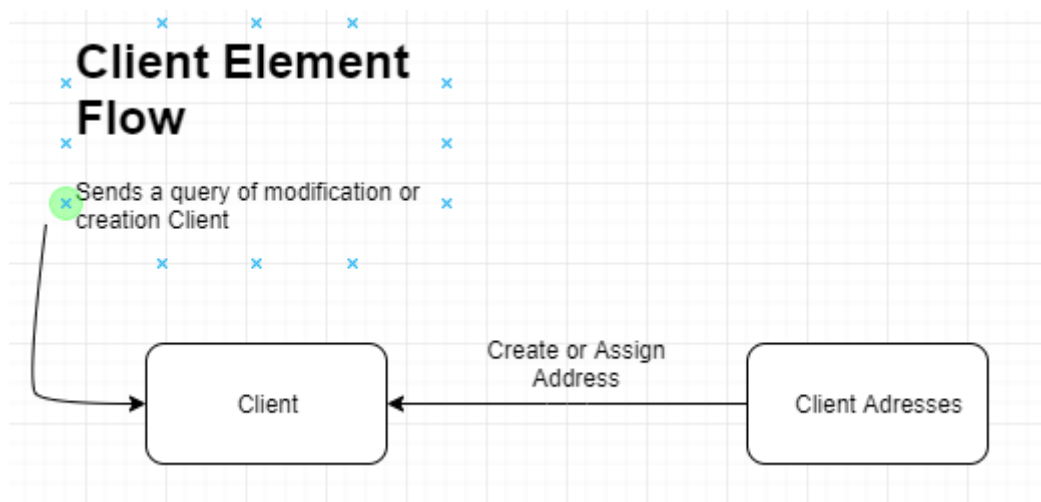 Client Element
Flow
Sends a query of modification or
creation Client
Create or Assign
Address
Client
Client Adresses